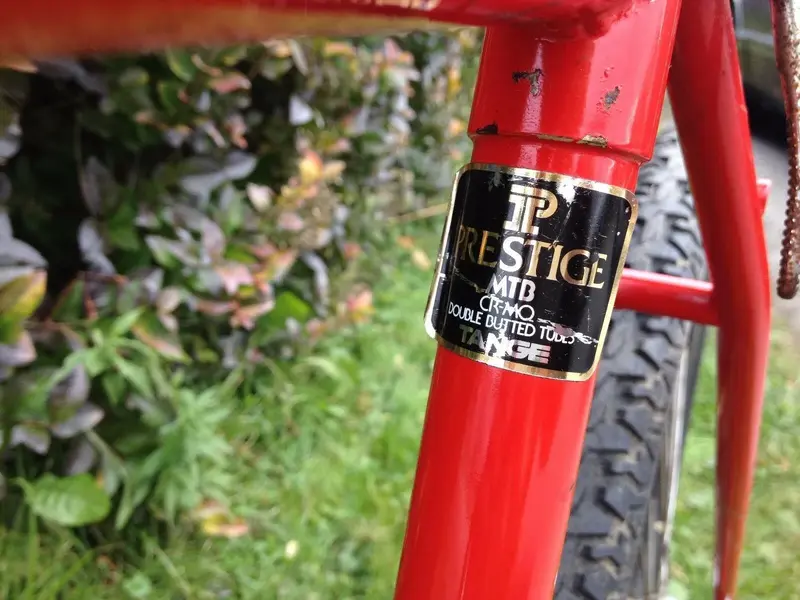 TP
PRESTIGE
MTB
CR-MO
DOUBLE BUTTED TUBES
TANGE